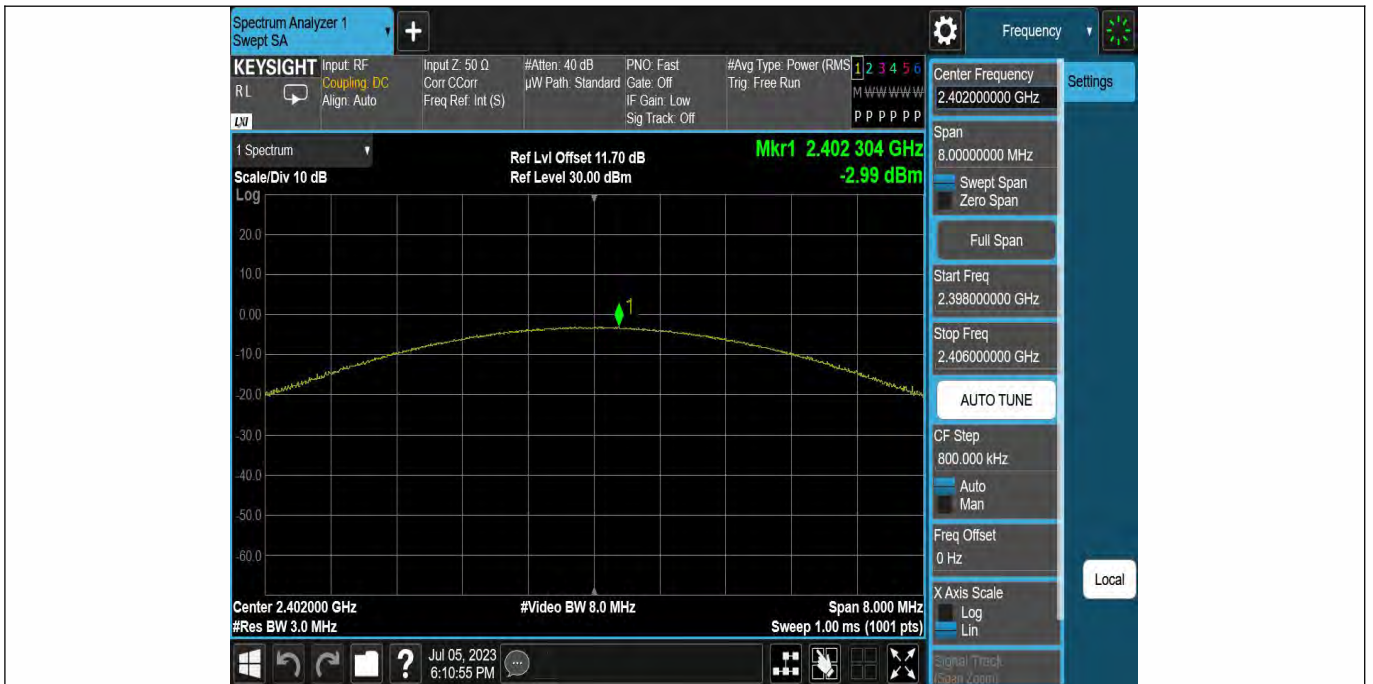 Spectrum Analyzer 1
Swept SA
+
Frequency
KEYSIGHT
RL
LXI
Input: RF
Coupling: DC
Align: Auto
Input Z: 50 Ω
Corr CCorr
Freq Ref: Int (S)
#Atten: 40 dB
µW Path: Standard
PNO: Fast
Gate: Off
IF Gain: Low
Sig Track: Off
#Avg Type: Power (RMS
Trig: Free Run
1 2 3 4 5 6
M W W W W W
P P P P P P
1 Spectrum
Scale/Div 10 dB
Ref Lvl Offset 11.70 dB
Ref Level 30.00 dBm
Mkr1 2.402 304 GHz
-2.99 dBm
Log
20.0
10.0
0.00
-10.0
-20.0
-30.0
-40.0
-50.0
-60.0
1
Center 2.402000 GHz
#Res BW 3.0 MHz
#Video BW 8.0 MHz
Span 8.000 MHz
Sweep 1.00 ms (1001 pts)
Center Frequency
2.402000000 GHz
Settings
Span
8.00000000 MHz
Swept Span
Zero Span
Full Span
Start Freq
2.398000000 GHz
Stop Freq
2.406000000 GHz
AUTO TUNE
CF Step
800.000 kHz
Auto
Man
Freq Offset
0 Hz
X Axis Scale
Log
Lin
Signal Track
(Span Zoom)
Local
?
Jul 05, 2023
6:10:55 PM